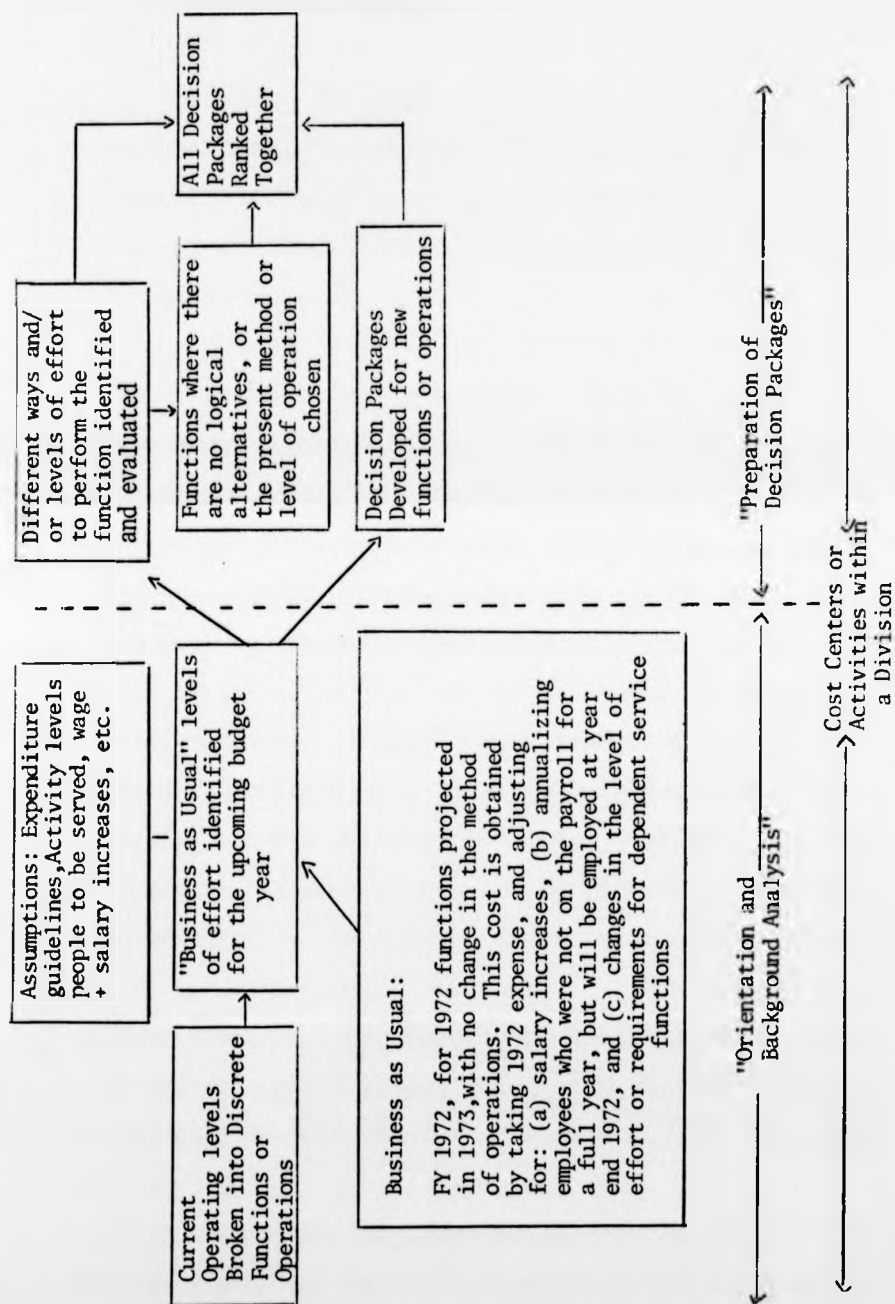 Assumptions: Expenditure
guidelines,Activity levels
people to be served, wage
+ salary increases, etc.
Current
Operating levels
Broken into Discrete
Functions or
Operations
"Business as Usual" levels
of effort identified
for the upcoming budget
year
Business as Usual:
FY 1972, for 1972 functions projected
in 1973,with no change in the method
of operations. This cost is obtained
by taking 1972 expense, and adjusting
for: (a) salary increases, (b) annualizing
employees who were not on the payroll for
a full year, but will be employed at year
end 1972, and (c) changes in the level of
effort or requirements for dependent service
functions
Different ways and/
or levels of effort
to perform the
function identified
and evaluated
Functions where there
are no logical
alternatives, or
the present method or
level of operation
chosen
Decision Packages
Developed for new
functions or operations
All Decision
Packages
Ranked
Together
"Orientation and
Background Analysis"
"Preparation of
Decision Packages"
Cost Centers or
Activities within
a Division